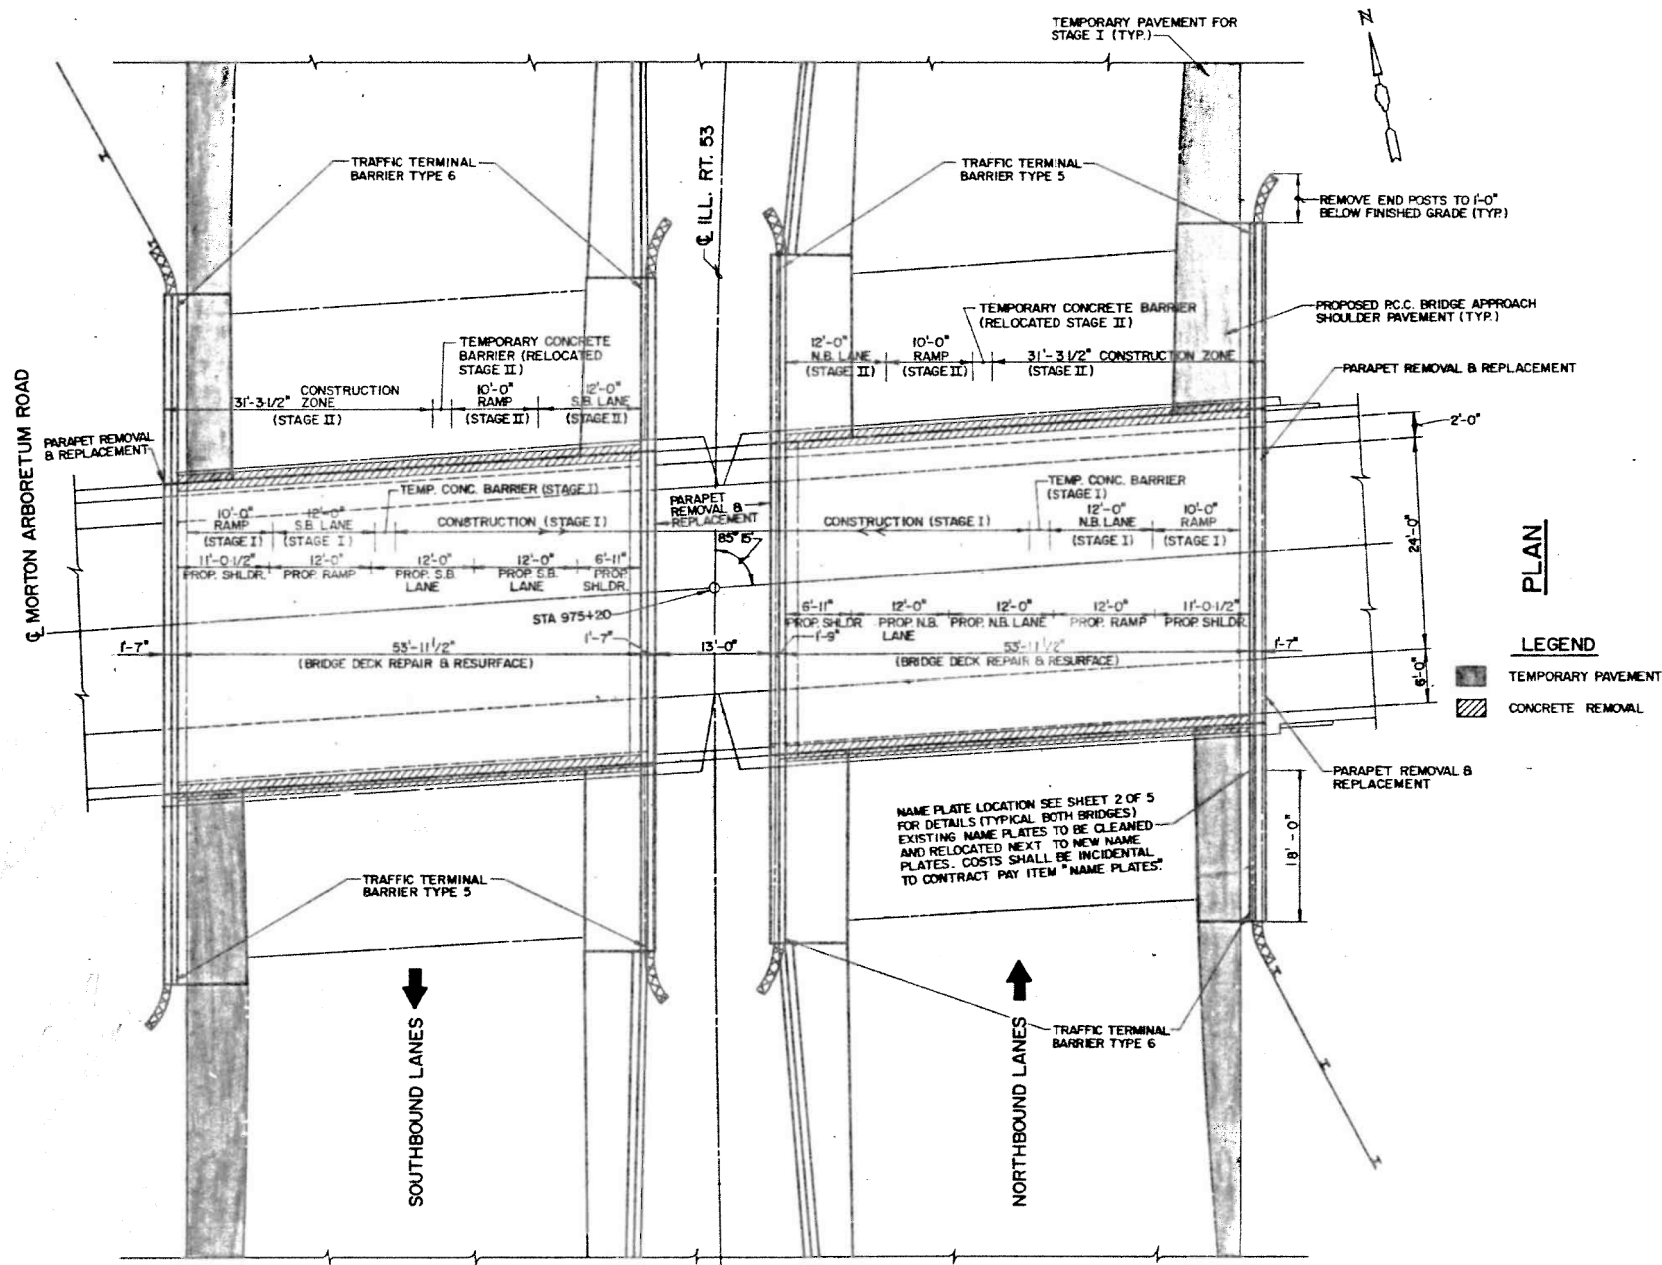 TEMPORARY PAVEMENT FOR
STAGE I (TYP.)
N
TRAFFIC TERMINAL
BARRIER TYPE 6
℄ ILL. RT. 53
TRAFFIC TERMINAL
BARRIER TYPE 5
REMOVE END POSTS TO 1'-0"
BELOW FINISHED GRADE (TYP.)
TEMPORARY CONCRETE
BARRIER (RELOCATED
STAGE II)
TEMPORARY CONCRETE BARRIER
(RELOCATED STAGE II)
PROPOSED P.C.C. BRIDGE APPROACH
SHOULDER PAVEMENT (TYP.)
12'-0"
N.B. LANE
(STAGE II)
10'-0"
RAMP
(STAGE II)
31'-3 1/2" CONSTRUCTION ZONE
(STAGE II)
PARAPET REMOVAL & REPLACEMENT
31'-3 1/2"
CONSTRUCTION
ZONE
(STAGE II)
10'-0"
RAMP
(STAGE II)
12'-0"
S.B. LANE
(STAGE II)
℄ MORTON ARBORETUM ROAD
PARAPET REMOVAL
& REPLACEMENT
2'-0"
TEMP. CONC. BARRIER (STAGE I)
PARAPET
REMOVAL &
REPLACEMENT
TEMP. CONC. BARRIER
(STAGE I)
10'-0"
RAMP
(STAGE I)
12'-0"
S.B. LANE
(STAGE I)
CONSTRUCTION (STAGE I)
CONSTRUCTION (STAGE I)
12'-0"
N.B. LANE
(STAGE I)
10'-0"
RAMP
(STAGE I)
85° 15'
24'-0"
11'-0 1/2"
PROP. SHLDR.
12'-0"
PROP. RAMP
12'-0"
PROP. S.B.
LANE
12'-0"
PROP. S.B.
LANE
6'-11"
PROP.
SHLDR.
PLAN
STA 975+20
6'-11"
PROP. SHLDR
12'-0"
PROP. N.B.
LANE
12'-0"
PROP. N.B. LANE
12'-0"
PROP. RAMP
11'-0 1/2"
PROP. SHLDR.
1'-7"
53'-11 1/2"
(BRIDGE DECK REPAIR & RESURFACE)
1'-7"
13'-0"
1'-9"
53'-11 1/2"
(BRIDGE DECK REPAIR & RESURFACE)
1'-7"
6'-0"
LEGEND
TEMPORARY PAVEMENT
CONCRETE REMOVAL
PARAPET REMOVAL &
REPLACEMENT
NAME PLATE LOCATION SEE SHEET 2 OF 5
FOR DETAILS (TYPICAL BOTH BRIDGES)
EXISTING NAME PLATES TO BE CLEANED
AND RELOCATED NEXT TO NEW NAME
PLATES. COSTS SHALL BE INCIDENTAL
TO CONTRACT PAY ITEM "NAME PLATES".
18'-0"
TRAFFIC TERMINAL
BARRIER TYPE 5
SOUTHBOUND LANES
NORTHBOUND LANES
TRAFFIC TERMINAL
BARRIER TYPE 6